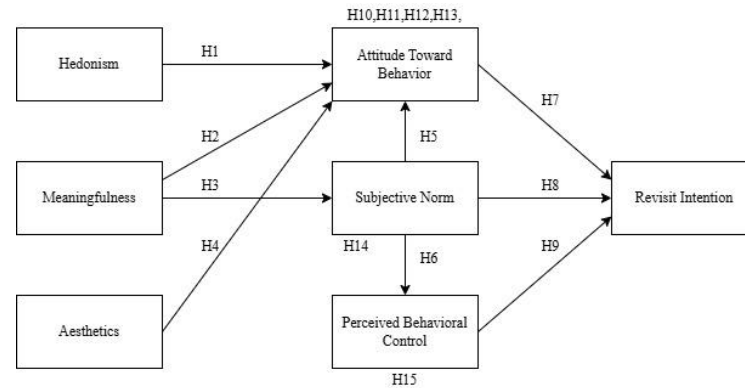 H10,H11,H12,H13,
Hedonism
H1
Attitude Toward
Behavior
H2
H7
H5
Meaningfulness
H3
Subjective Norm
H8
Revisit Intention
H4
H14
H6
H9
Aesthetics
Perceived Behavioral
Control
H15